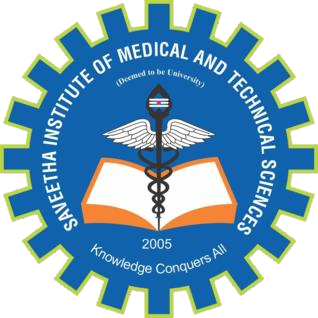 SAVEETHA INSTITUTE OF MEDICAL AND TECHNICAL SCIENCES
(Deemed to be University)
2005
Knowledge Conquers All